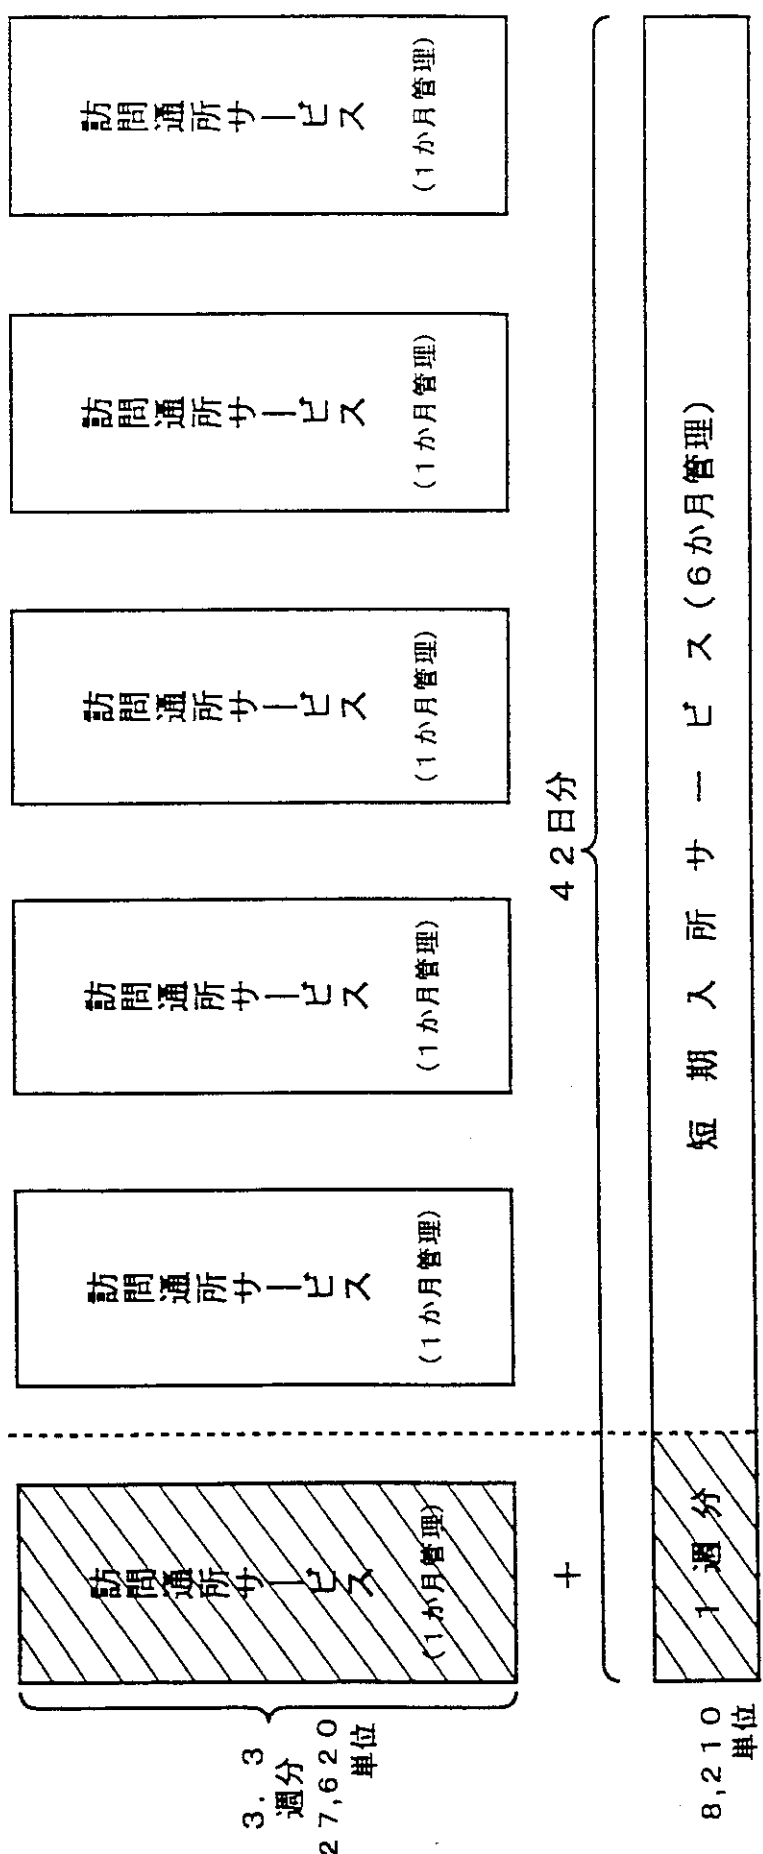 3.3
週分
27,620
単位
訪問通所サービス
(1か月管理)
訪問通所サービス
(1か月管理)
訪問通所サービス
(1か月管理)
訪問通所サービス
(1か月管理)
訪問通所サービス
(1か月管理)
訪問通所サービス
(1か月管理)
+
42日分
8,210
単位
1週分
短期入所サービス(6か月管理)